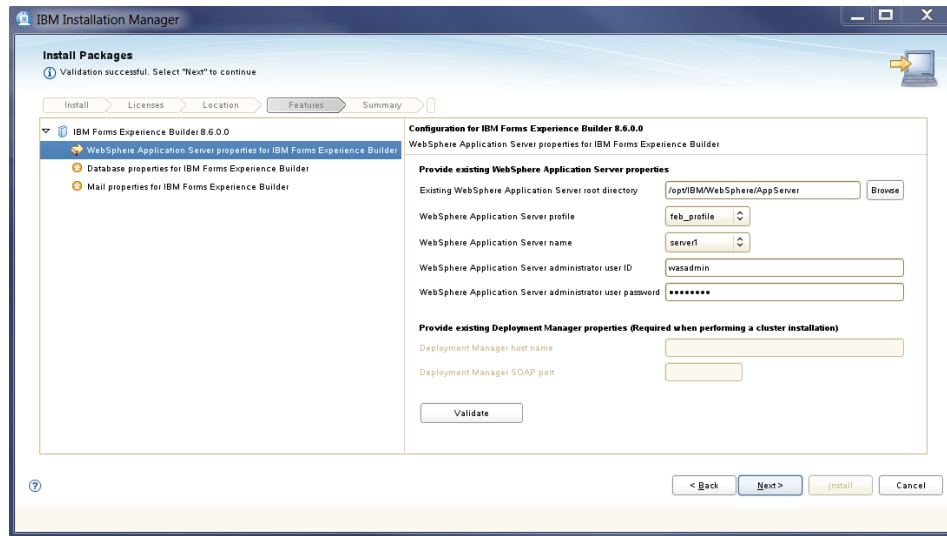 IBM Installation Manager
Install Packages
Validation successful. Select "Next" to continue
Install Licenses Location Features Summary
IBM Forms Experience Builder 8.6.0.0
WebSphere Application Server properties for IBM Forms Experience Builder
Database properties for IBM Forms Experience Builder
Mail properties for IBM Forms Experience Builder
Configuration for IBM Forms Experience Builder 8.6.0.0
WebSphere Application Server properties for IBM Forms Experience Builder
Provide existing WebSphere Application Server properties
Existing WebSphere Application Server root directory /opt/IBM/WebSphere/AppServer Browse
WebSphere Application Server profile feb_profile
WebSphere Application Server name server1
WebSphere Application Server administrator user ID wasadmin
WebSphere Application Server administrator user password ••••••••
Provide existing Deployment Manager properties (Required when performing a cluster installation)
Deployment Manager host name
Deployment Manager SOAP port
Validate
? < Back Next > Install Cancel